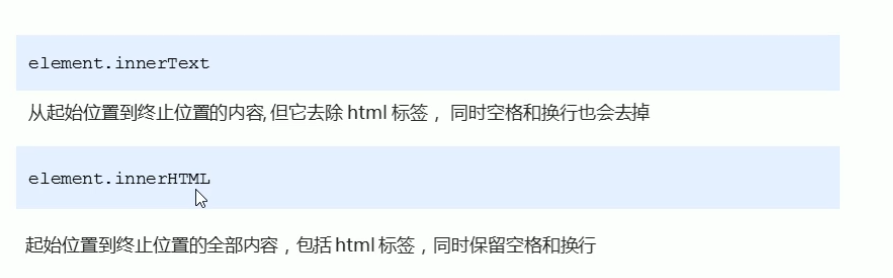 element.innerText
从起始位置到终止位置的内容, 但它去除 html 标签， 同时空格和换行也会去掉
element.innerHTML
起始位置到终止位置的全部内容，包括 html 标签，同时保留空格和换行